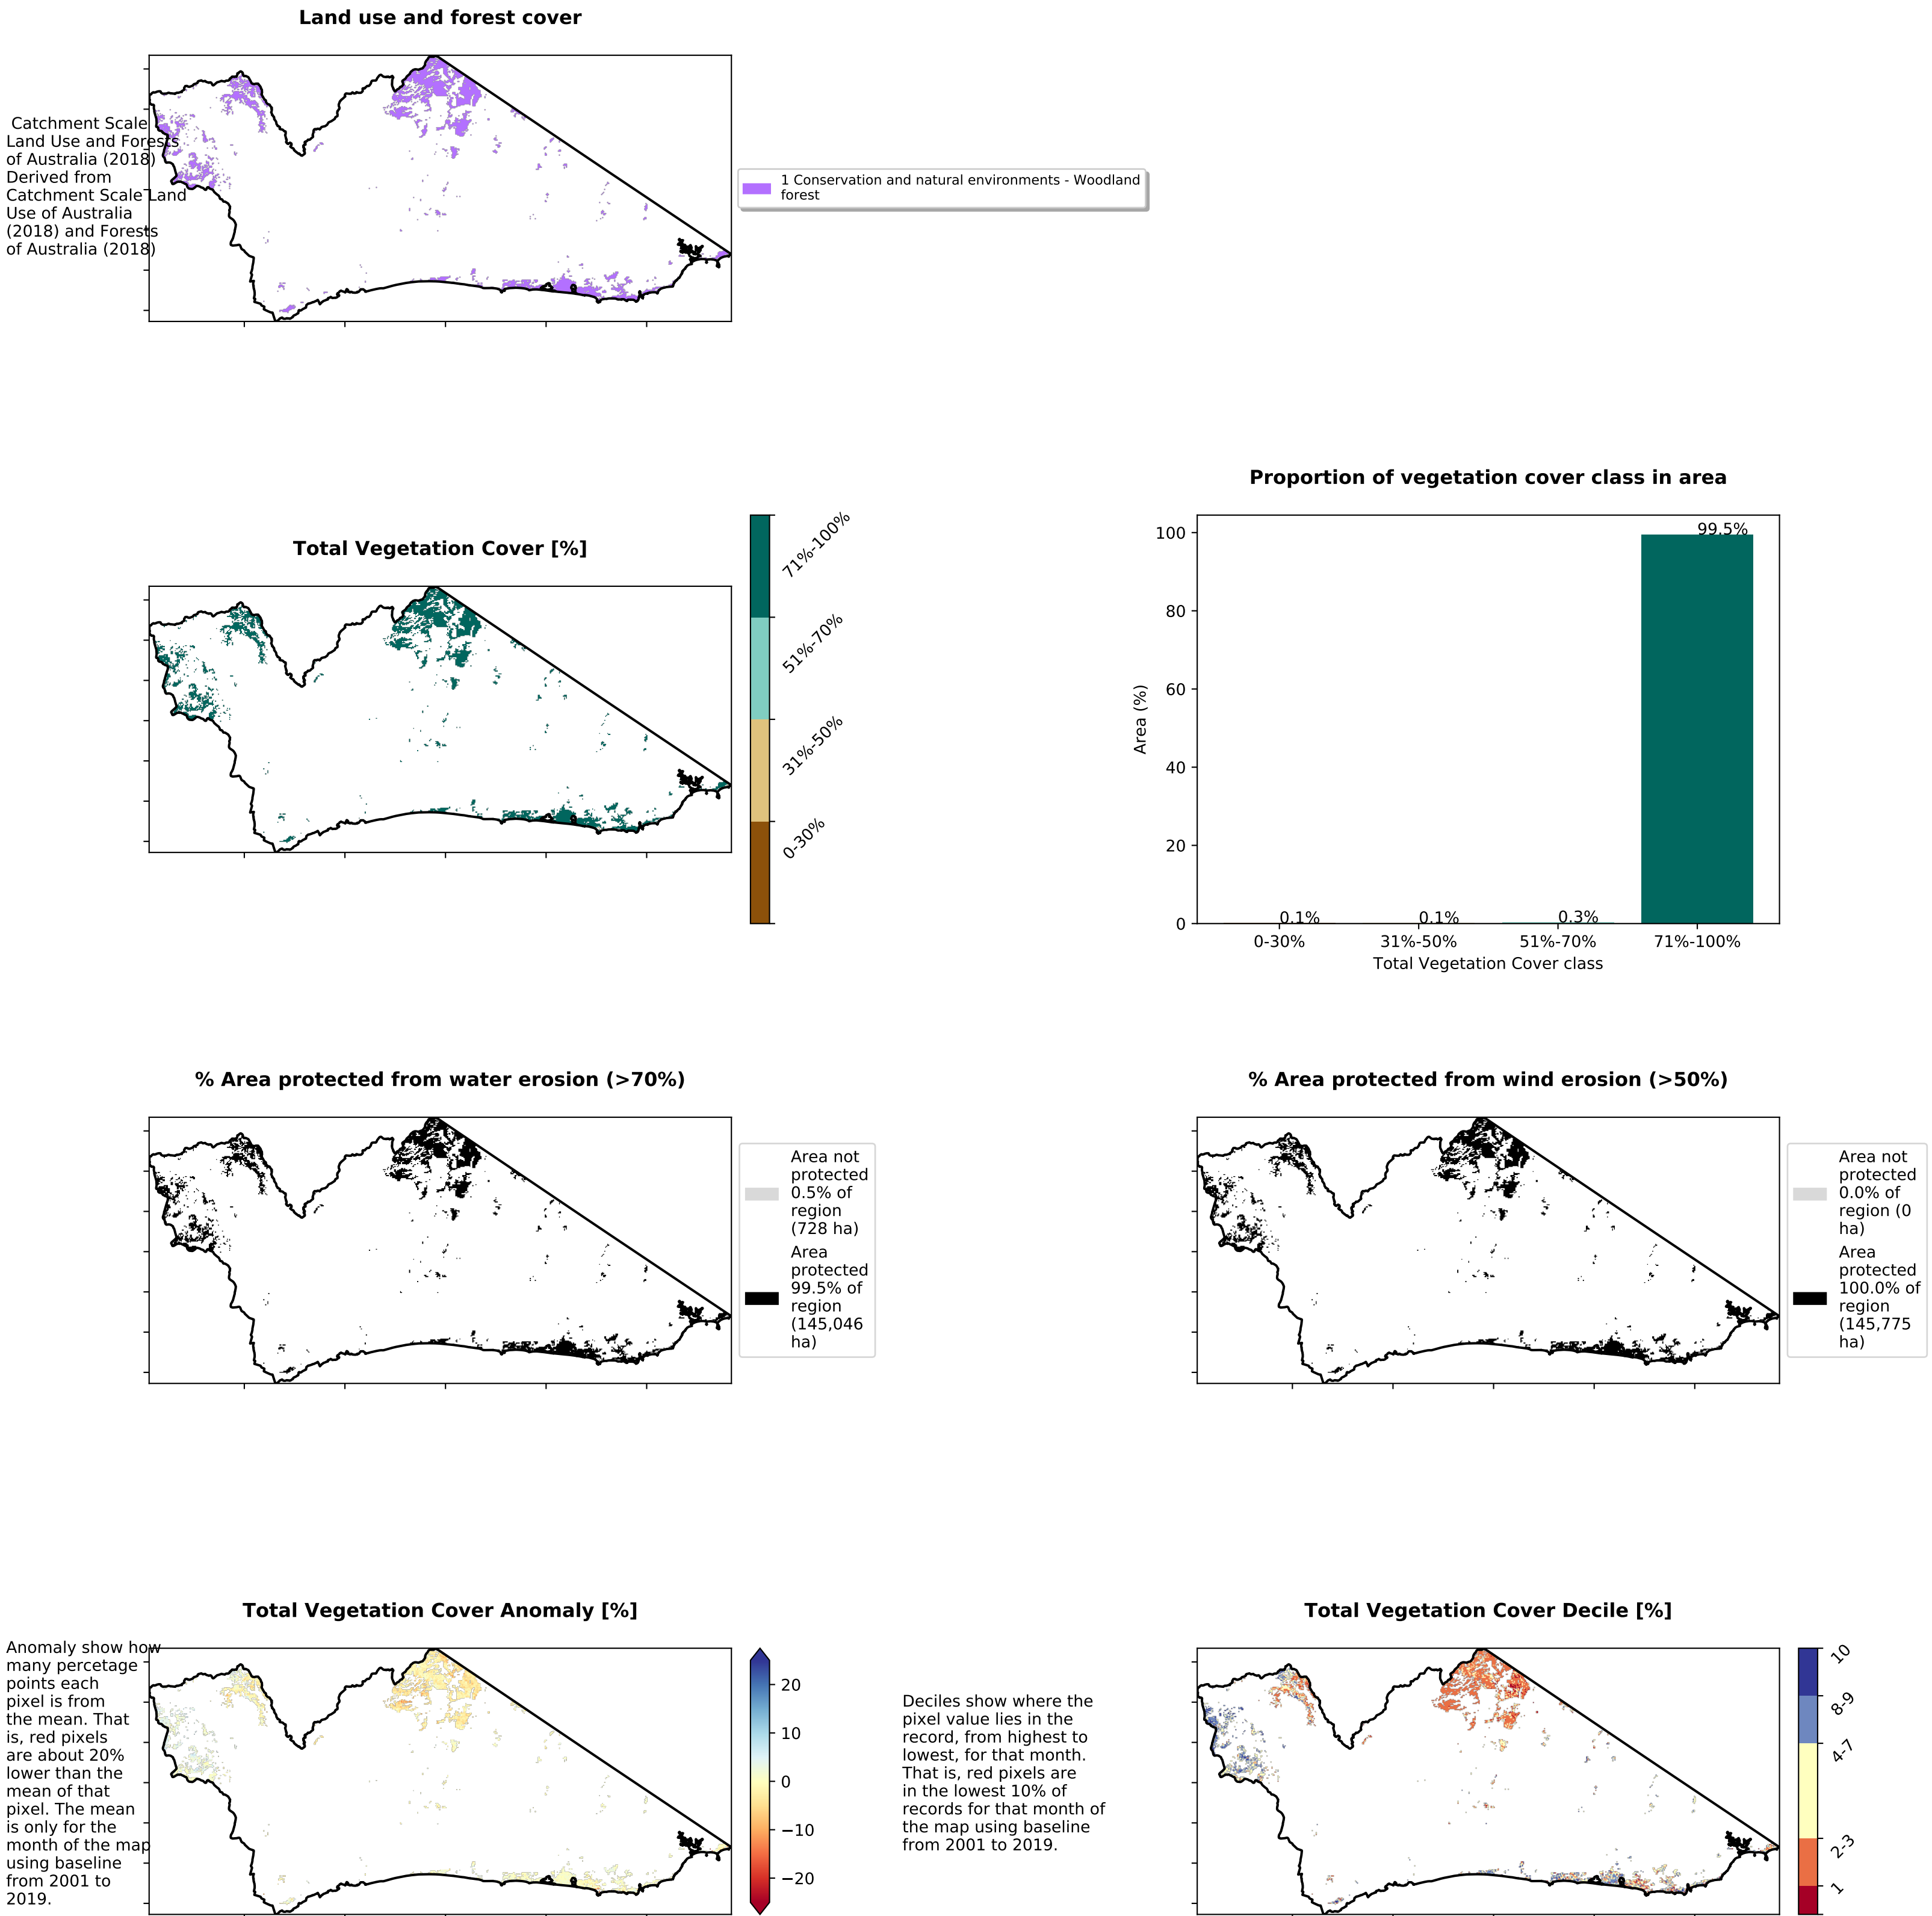 Land use and forest cover
Catchment Scale
Land Use and Forests
of Australia (2018)
Derived from
Catchment Scale Land
Use of Australia
(2018) and Forests
of Australia (2018)
1 Conservation and natural environments - Woodland
forest
Total Vegetation Cover [%]
71%-100%
51%-70%
31%-50%
0-30%
Proportion of vegetation cover class in area
Area (%)
100
80
60
40
20
0
0.1%
0.1%
0.3%
99.5%
0-30%
31%-50%
51%-70%
71%-100%
Total Vegetation Cover class
% Area protected from water erosion (>70%)
Area not
protected
0.5% of
region
(728 ha)
Area
protected
99.5% of
region
(145,046
ha)
% Area protected from wind erosion (>50%)
Area not
protected
0.0% of
region (0
ha)
Area
protected
100.0% of
region
(145,775
ha)
Total Vegetation Cover Anomaly [%]
Anomaly show how
many percetage
points each
pixel is from
the mean. That
is, red pixels
are about 20%
lower than the
mean of that
pixel. The mean
is only for the
month of the map
using baseline
from 2001 to
2019.
20
10
0
−10
−20
Total Vegetation Cover Decile [%]
Deciles show where the
pixel value lies in the
record, from highest to
lowest, for that month.
That is, red pixels are
in the lowest 10% of
records for that month of
the map using baseline
from 2001 to 2019.
10
8-9
4-7
2-3
1